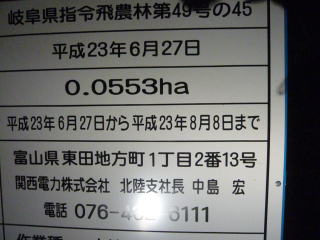 岐阜県指令飛農林第49号の45
平成23年6月27日
0.0553ha
平成23年6月27日から平成23年8月8日まで
富山県東田地方町1丁目2番13号
関西電力株式会社 北陸支社長 中島 宏
電話